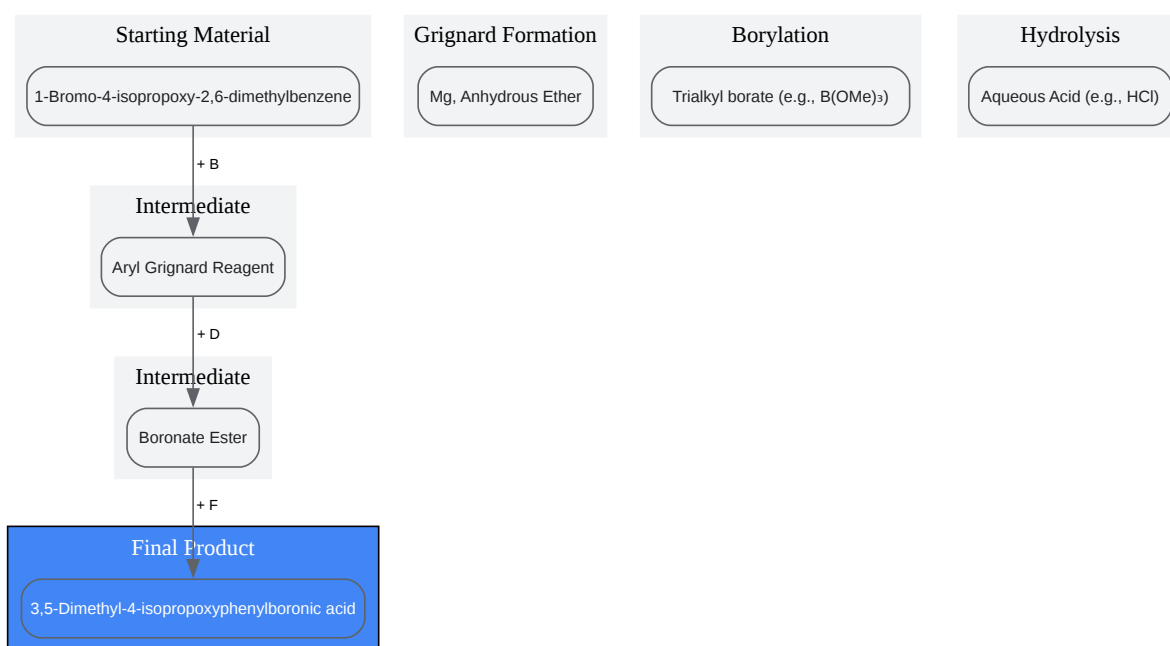 Starting Material
Grignard Formation
Borylation
Hydrolysis
1-Bromo-4-isopropoxy-2,6-dimethylbenzene
Mg, Anhydrous Ether
Trialkyl borate (e.g., B(OMe)₃)
Aqueous Acid (e.g., HCl)
+ B
Intermediate
Aryl Grignard Reagent
+ D
Intermediate
Boronate Ester
+ F
Final Product
3,5-Dimethyl-4-isopropoxyphenylboronic acid